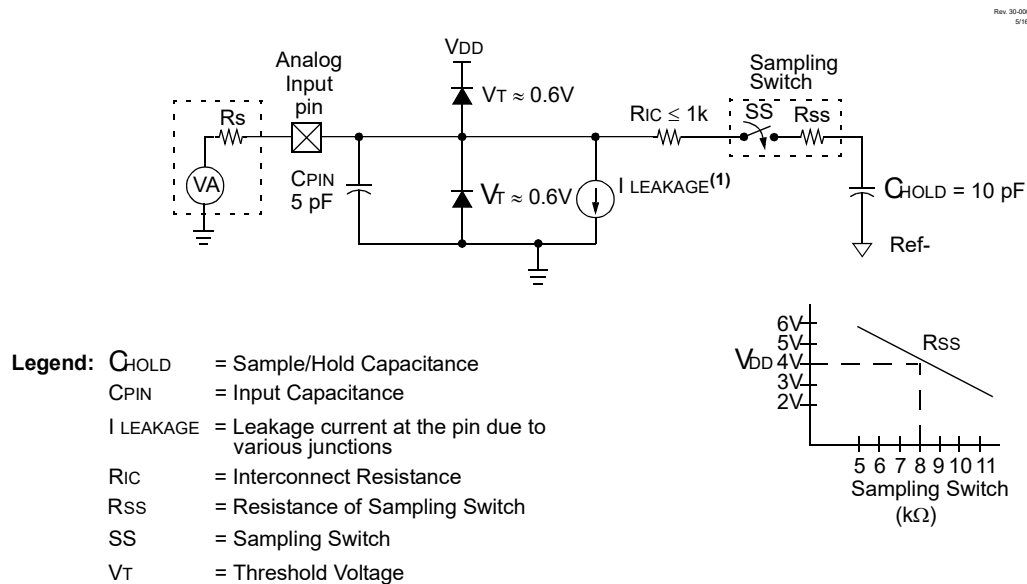 Rev. 30-000
5/16
Analog
Input
pin
VDD
VT ≈ 0.6V
Sampling
Switch
Rs
RIC ≤ 1k
SS
Rss
VA
CPIN
5 pF
VT ≈ 0.6V
I LEAKAGE(1)
CHOLD = 10 pF
Ref-
Legend: CHOLD = Sample/Hold Capacitance
CPIN = Input Capacitance
I LEAKAGE = Leakage current at the pin due to
various junctions
RIC = Interconnect Resistance
RSS = Resistance of Sampling Switch
SS = Sampling Switch
VT = Threshold Voltage
6V
5V
VDD 4V
3V
2V
RSS
5 6 7 8 9 10 11
Sampling Switch
(kΩ)